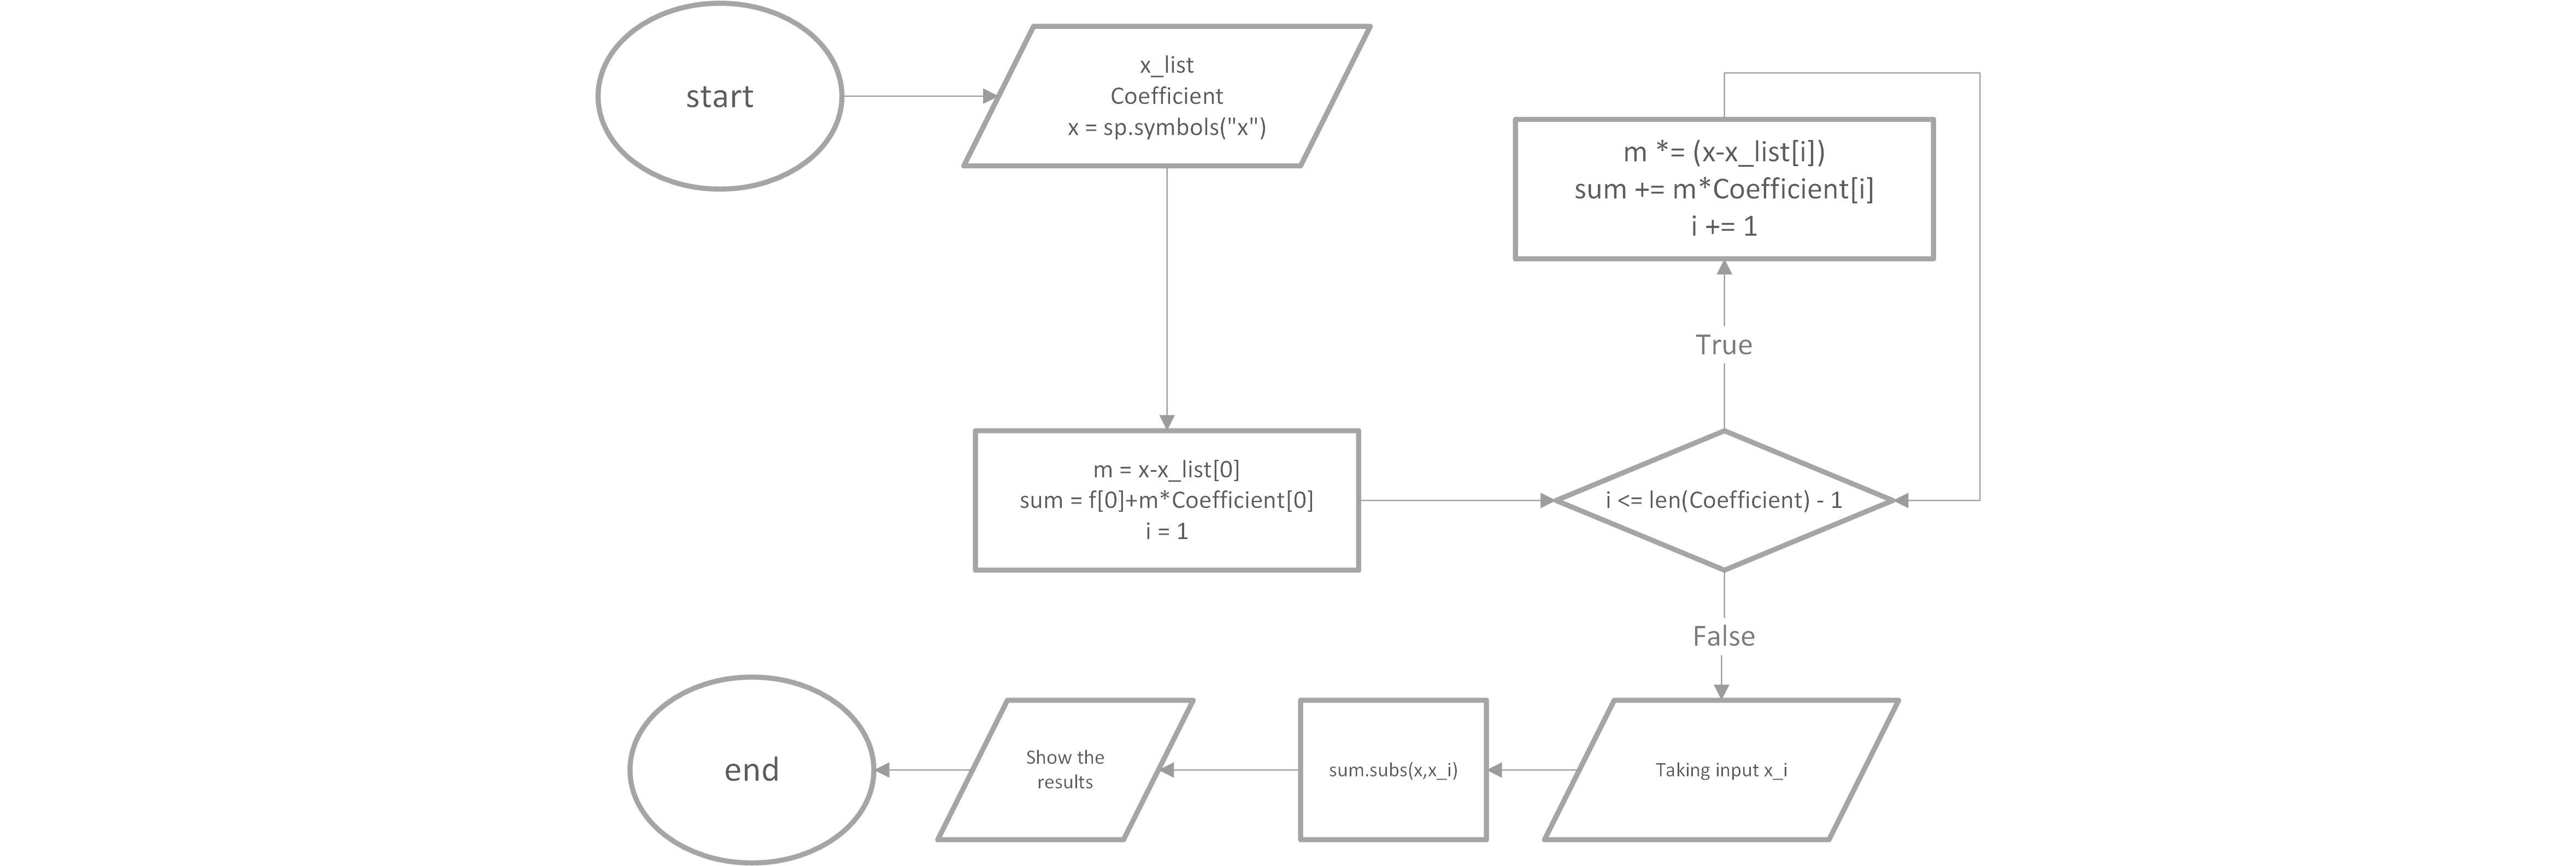 start
x_list
Coefficient
x = sp.symbols("x")
m *= (x-x_list[i])
sum += m*Coefficient[i]
i += 1
True
m = x-x_list[0]
sum = f[0]+m*Coefficient[0]
i = 1
i <= len(Coefficient) - 1
False
Taking input x_i
sum.subs(x,x_i)
Show the
results
end